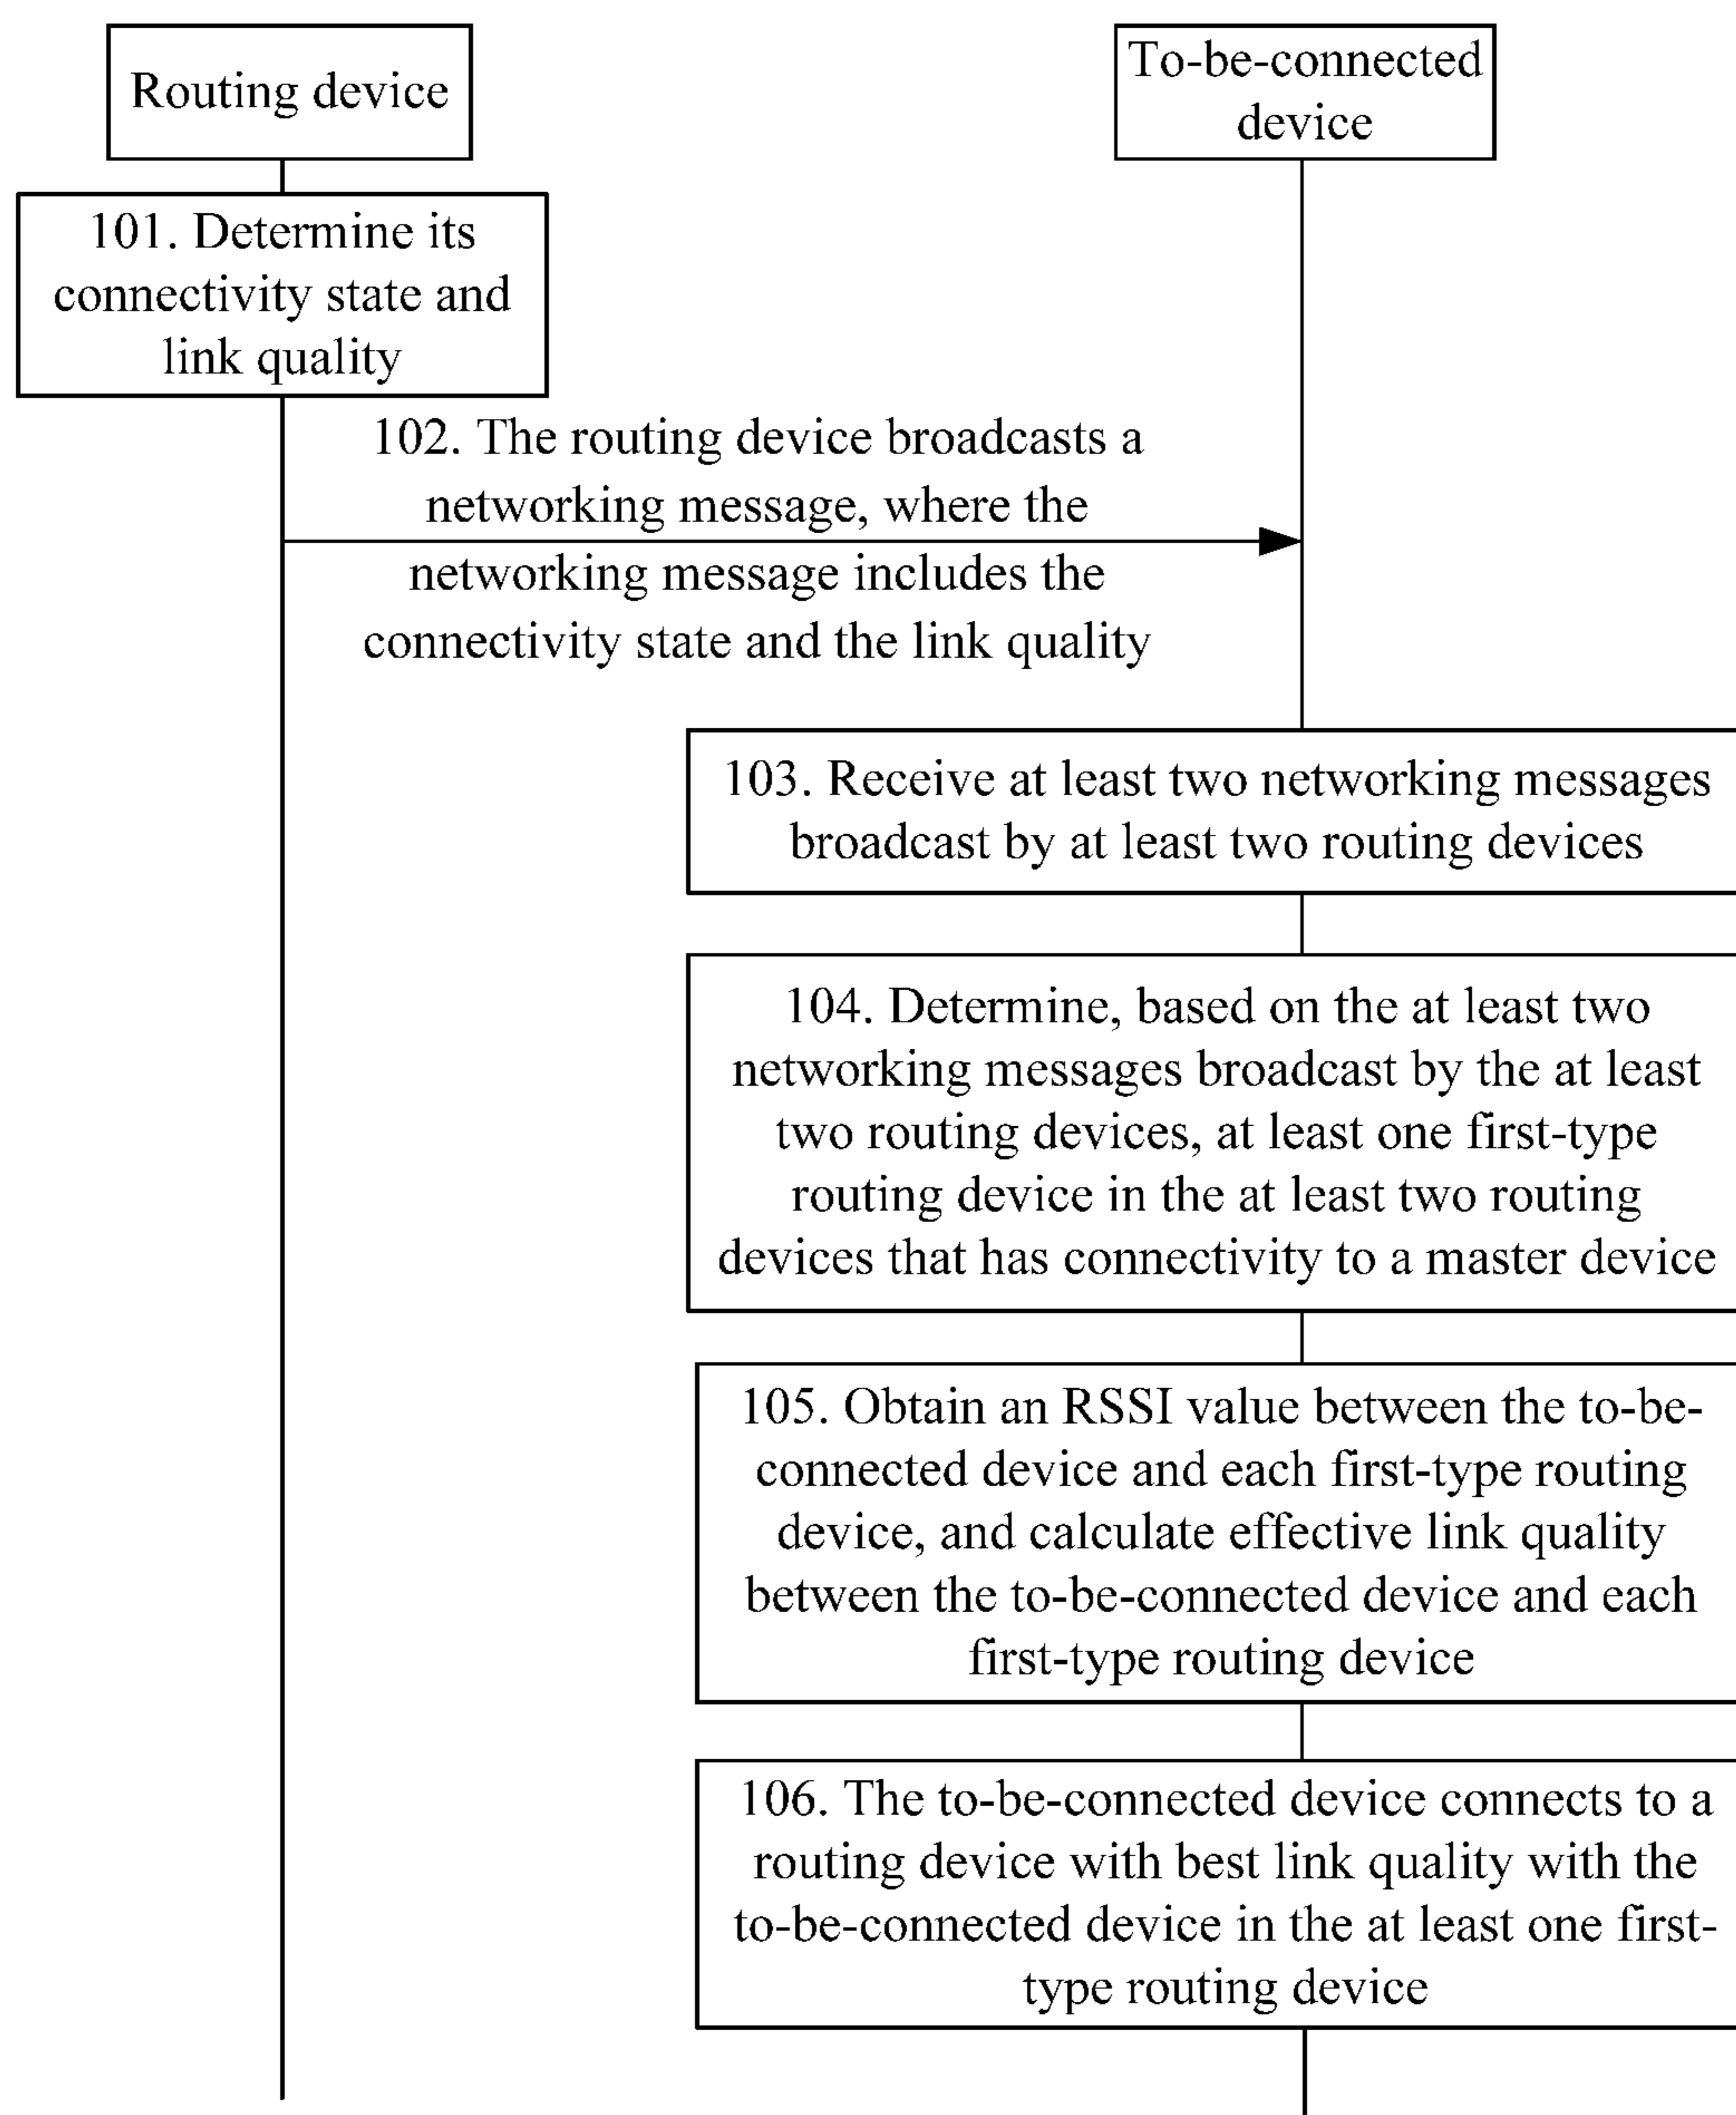 Routing device
To-be-connected
device
101. Determine its
connectivity state and
link quality
102. The routing device broadcasts a
networking message, where the
networking message includes the
connectivity state and the link quality
103. Receive at least two networking messages
broadcast by at least two routing devices
104. Determine, based on the at least two
networking messages broadcast by the at least
two routing devices, at least one first-type
routing device in the at least two routing
devices that has connectivity to a master device
105. Obtain an RSSI value between the to-be-
connected device and each first-type routing
device, and calculate effective link quality
between the to-be-connected device and each
first-type routing device
106. The to-be-connected device connects to a
routing device with best link quality with the
to-be-connected device in the at least one first-
type routing device